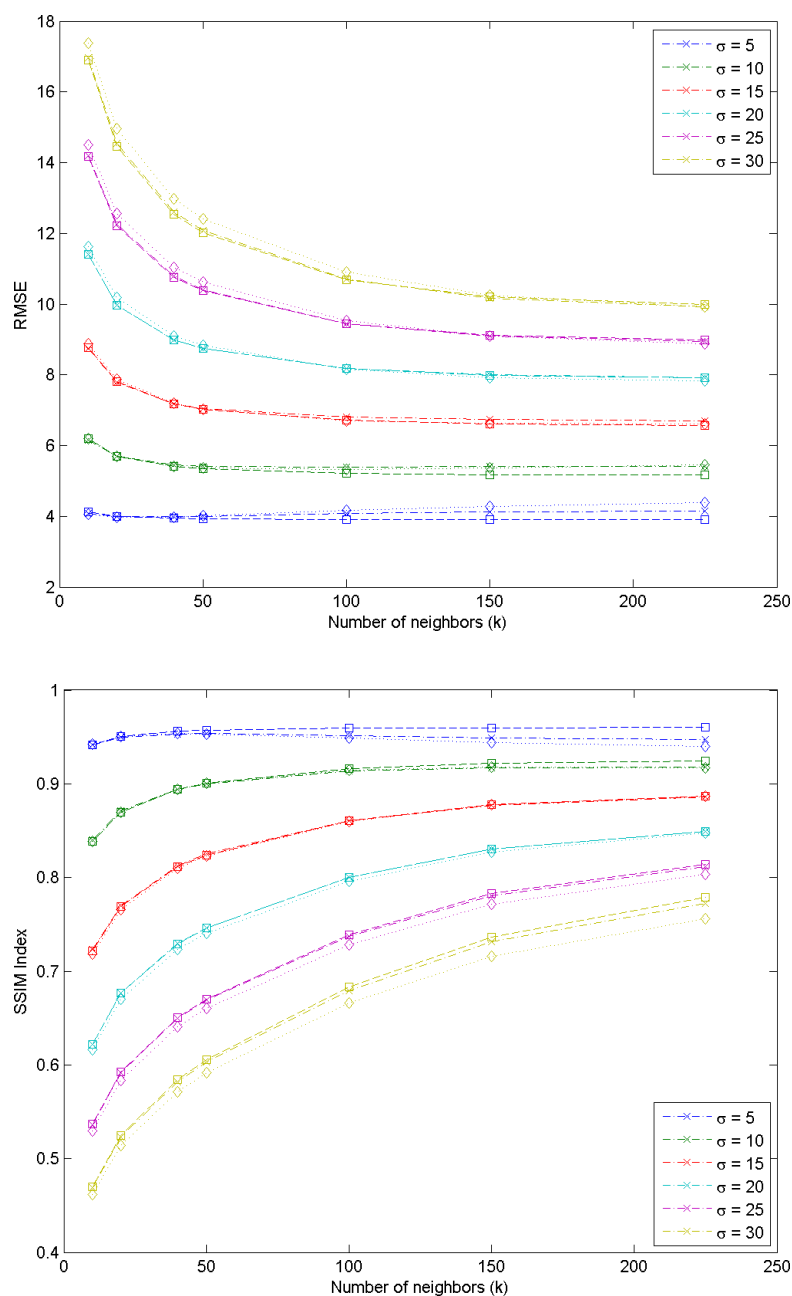 18
16
14
12
10
8
6
4
2
RMSE
0 50 100 150 200 250
Number of neighbors (k)
σ = 5
σ = 10
σ = 15
σ = 20
σ = 25
σ = 30
1
0.9
0.8
0.7
0.6
0.5
0.4
SSIM Index
0 50 100 150 200 250
Number of neighbors (k)
σ = 5
σ = 10
σ = 15
σ = 20
σ = 25
σ = 30